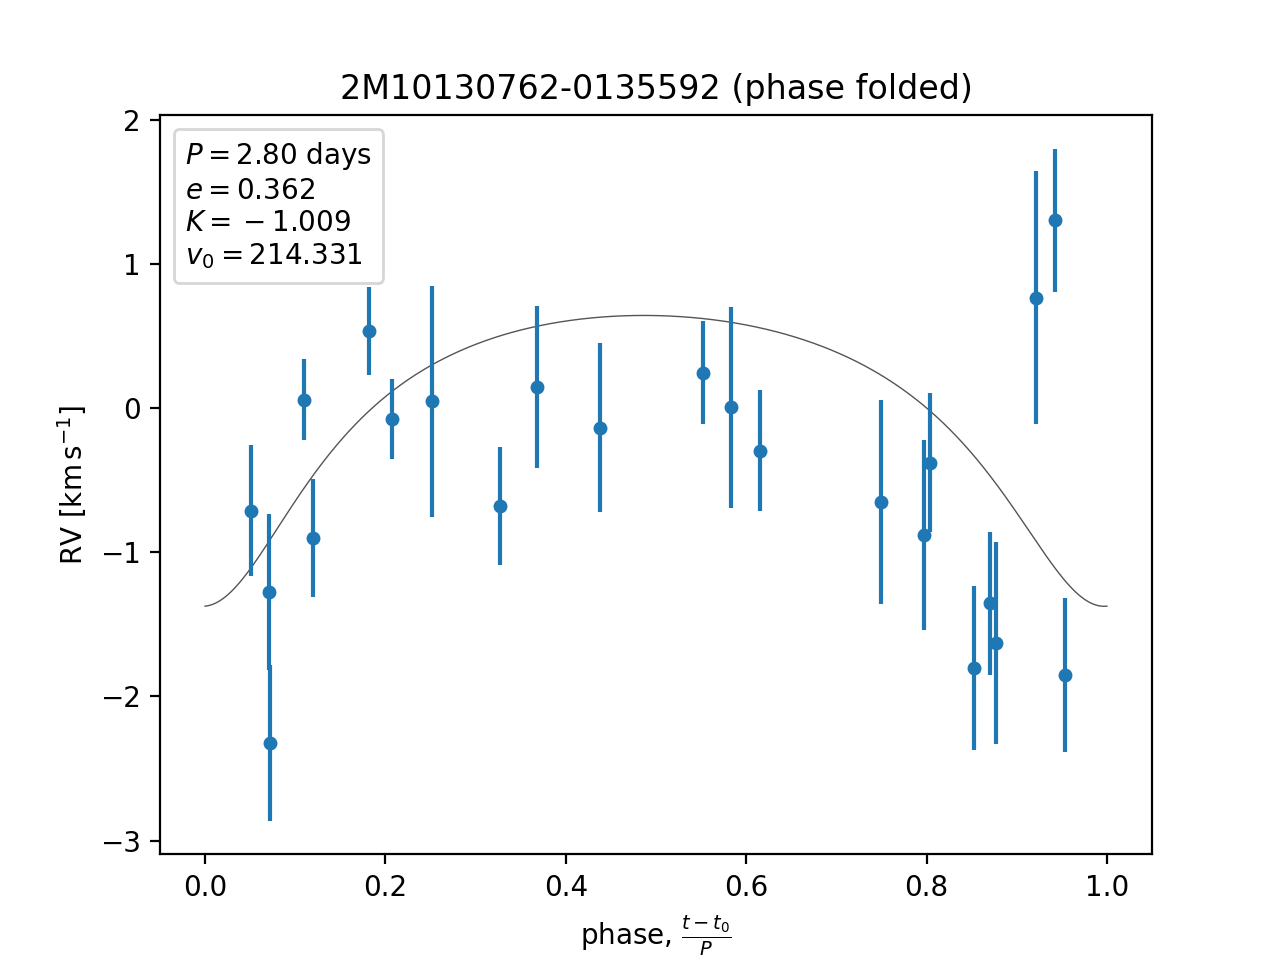 2M10130762-0135592 (phase folded)
P = 2.80 days
e = 0.362
K = −1.009
v₀ = 214.331
2
1
0
−1
−2
−3
RV [km s⁻¹]
0.0 0.2 0.4 0.6 0.8 1.0
phase, (t − t₀)/P